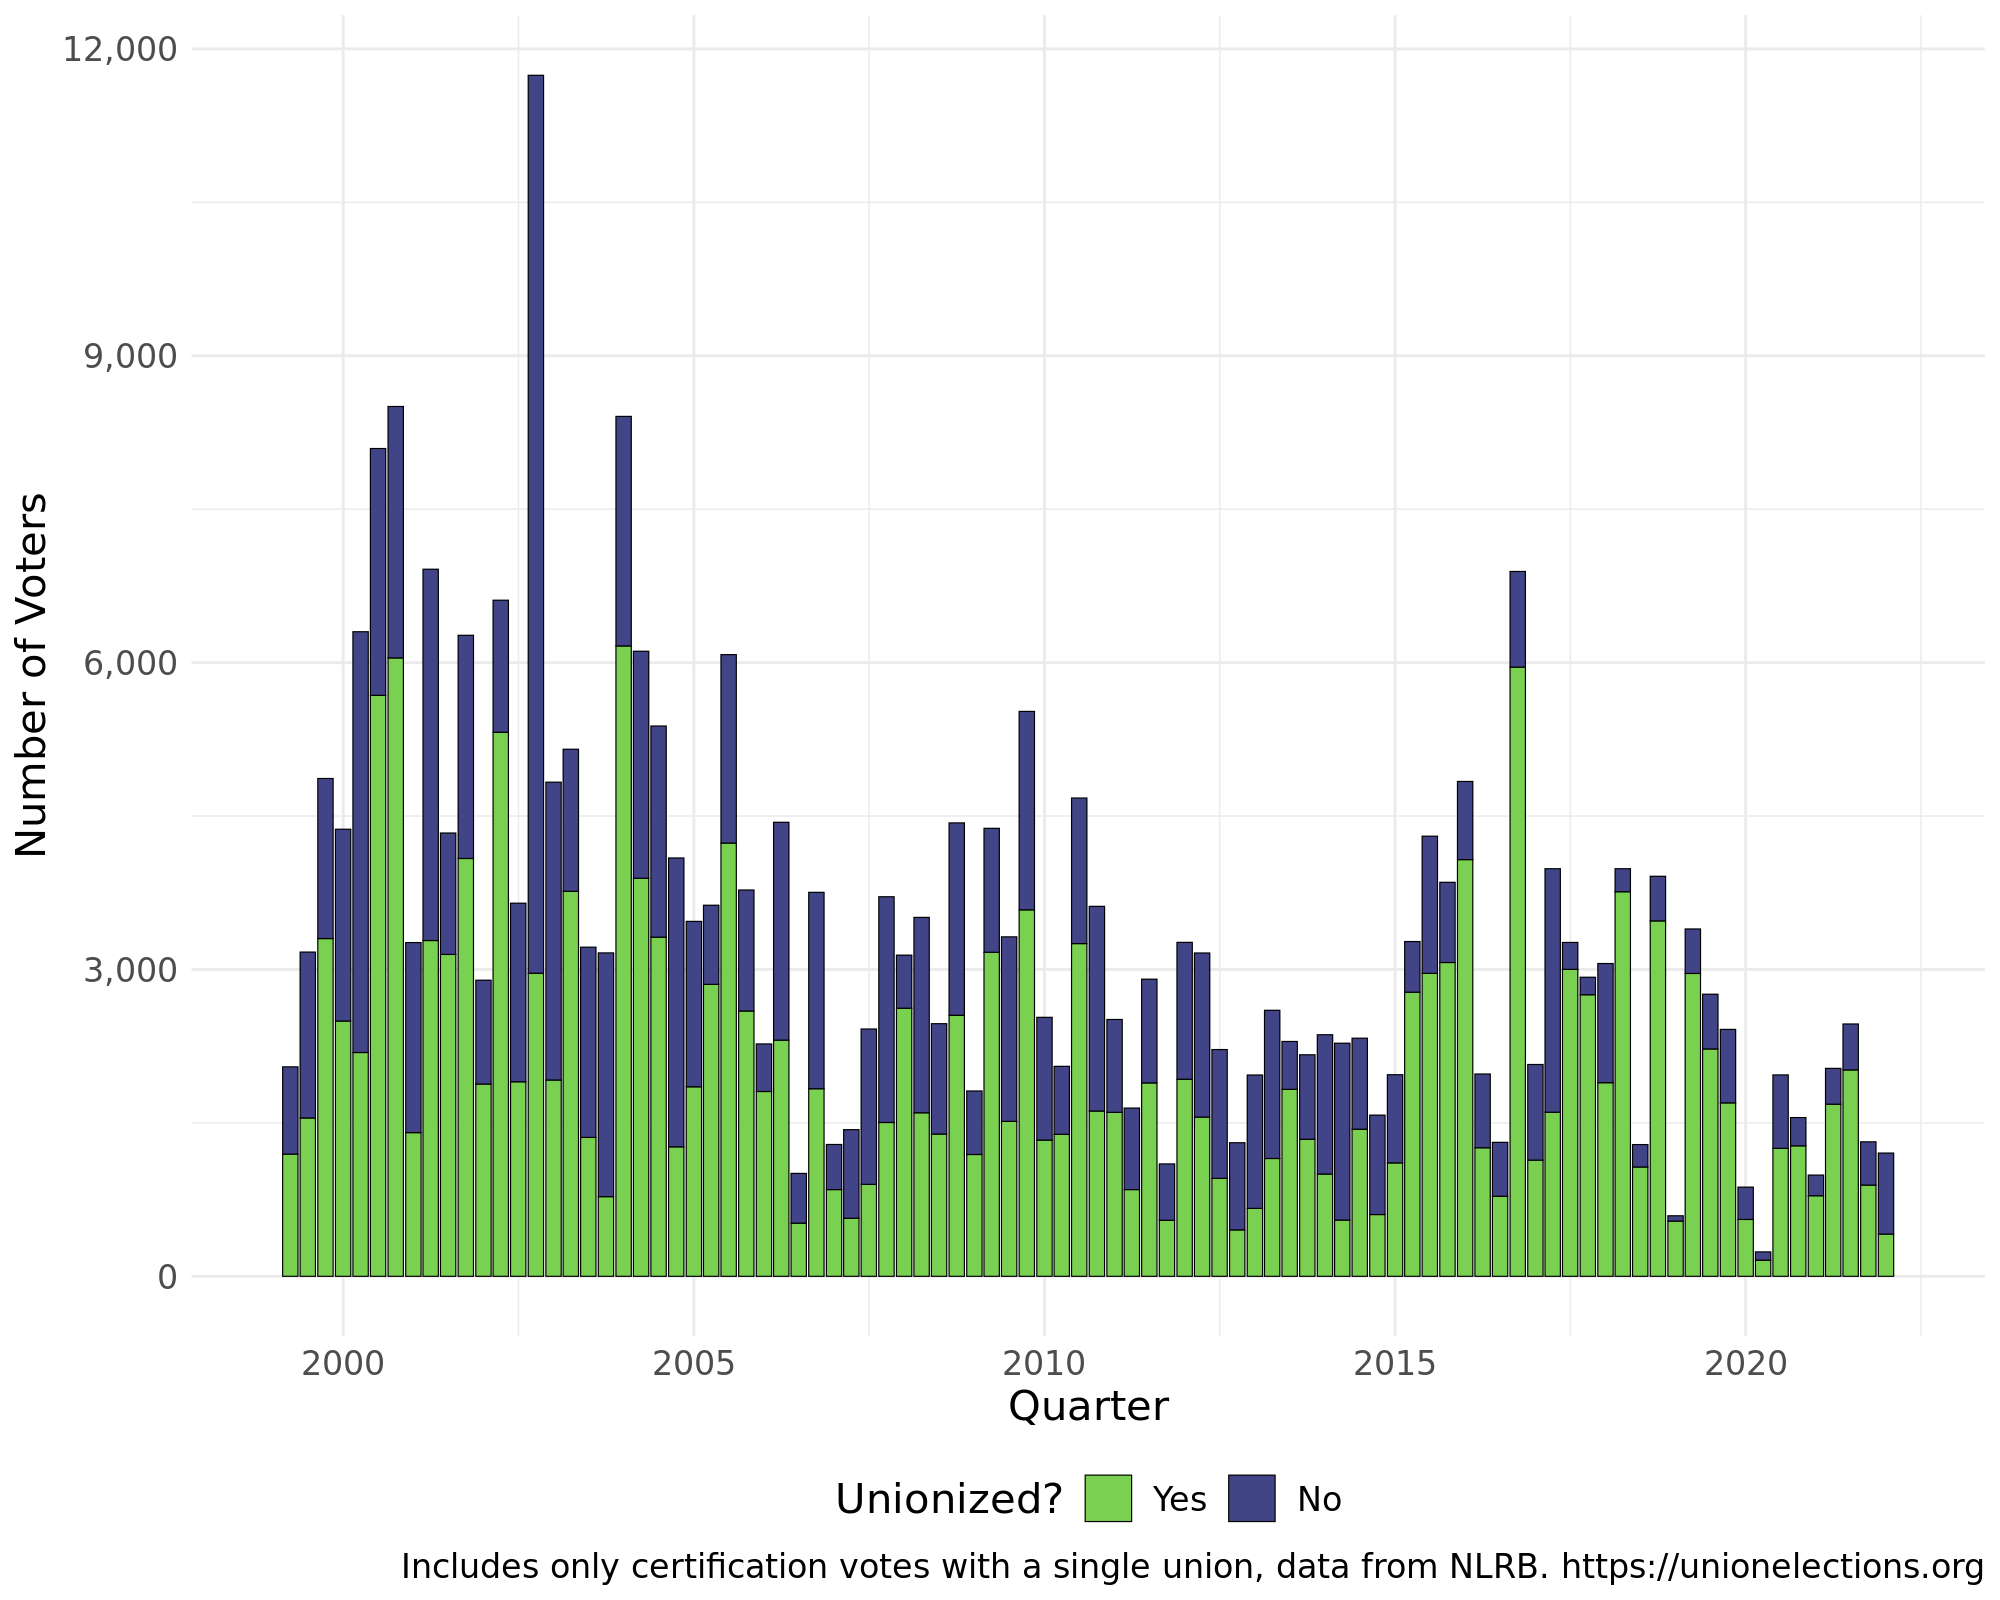 12,000
9,000
6,000
3,000
0
Number of Voters
2000 2005 2010 2015 2020
Quarter
Unionized? Yes No
Includes only certification votes with a single union, data from NLRB. https://unionelections.org